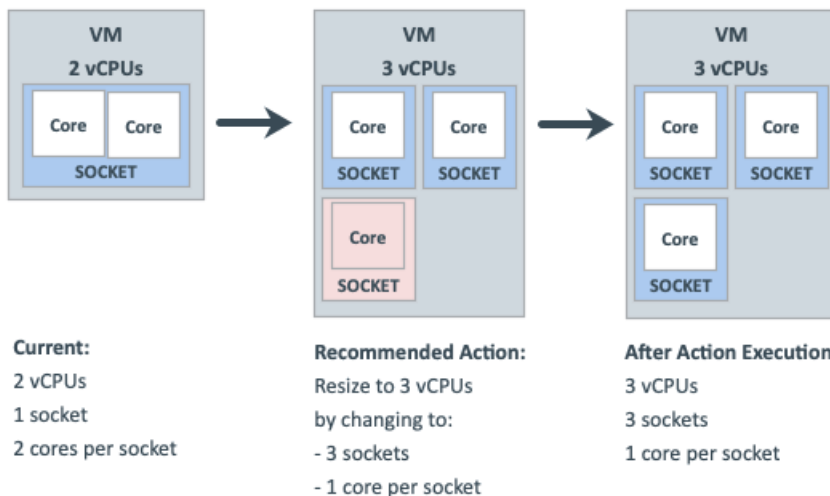 VM
2 vCPUs
Core Core
SOCKET
VM
3 vCPUs
Core Core
SOCKET SOCKET
Core
SOCKET
VM
3 vCPUs
Core Core
SOCKET SOCKET
Core
SOCKET
Current:
2 vCPUs
1 socket
2 cores per socket
Recommended Action:
Resize to 3 vCPUs
by changing to:
- 3 sockets
- 1 core per socket
After Action Execution
3 vCPUs
3 sockets
1 core per socket